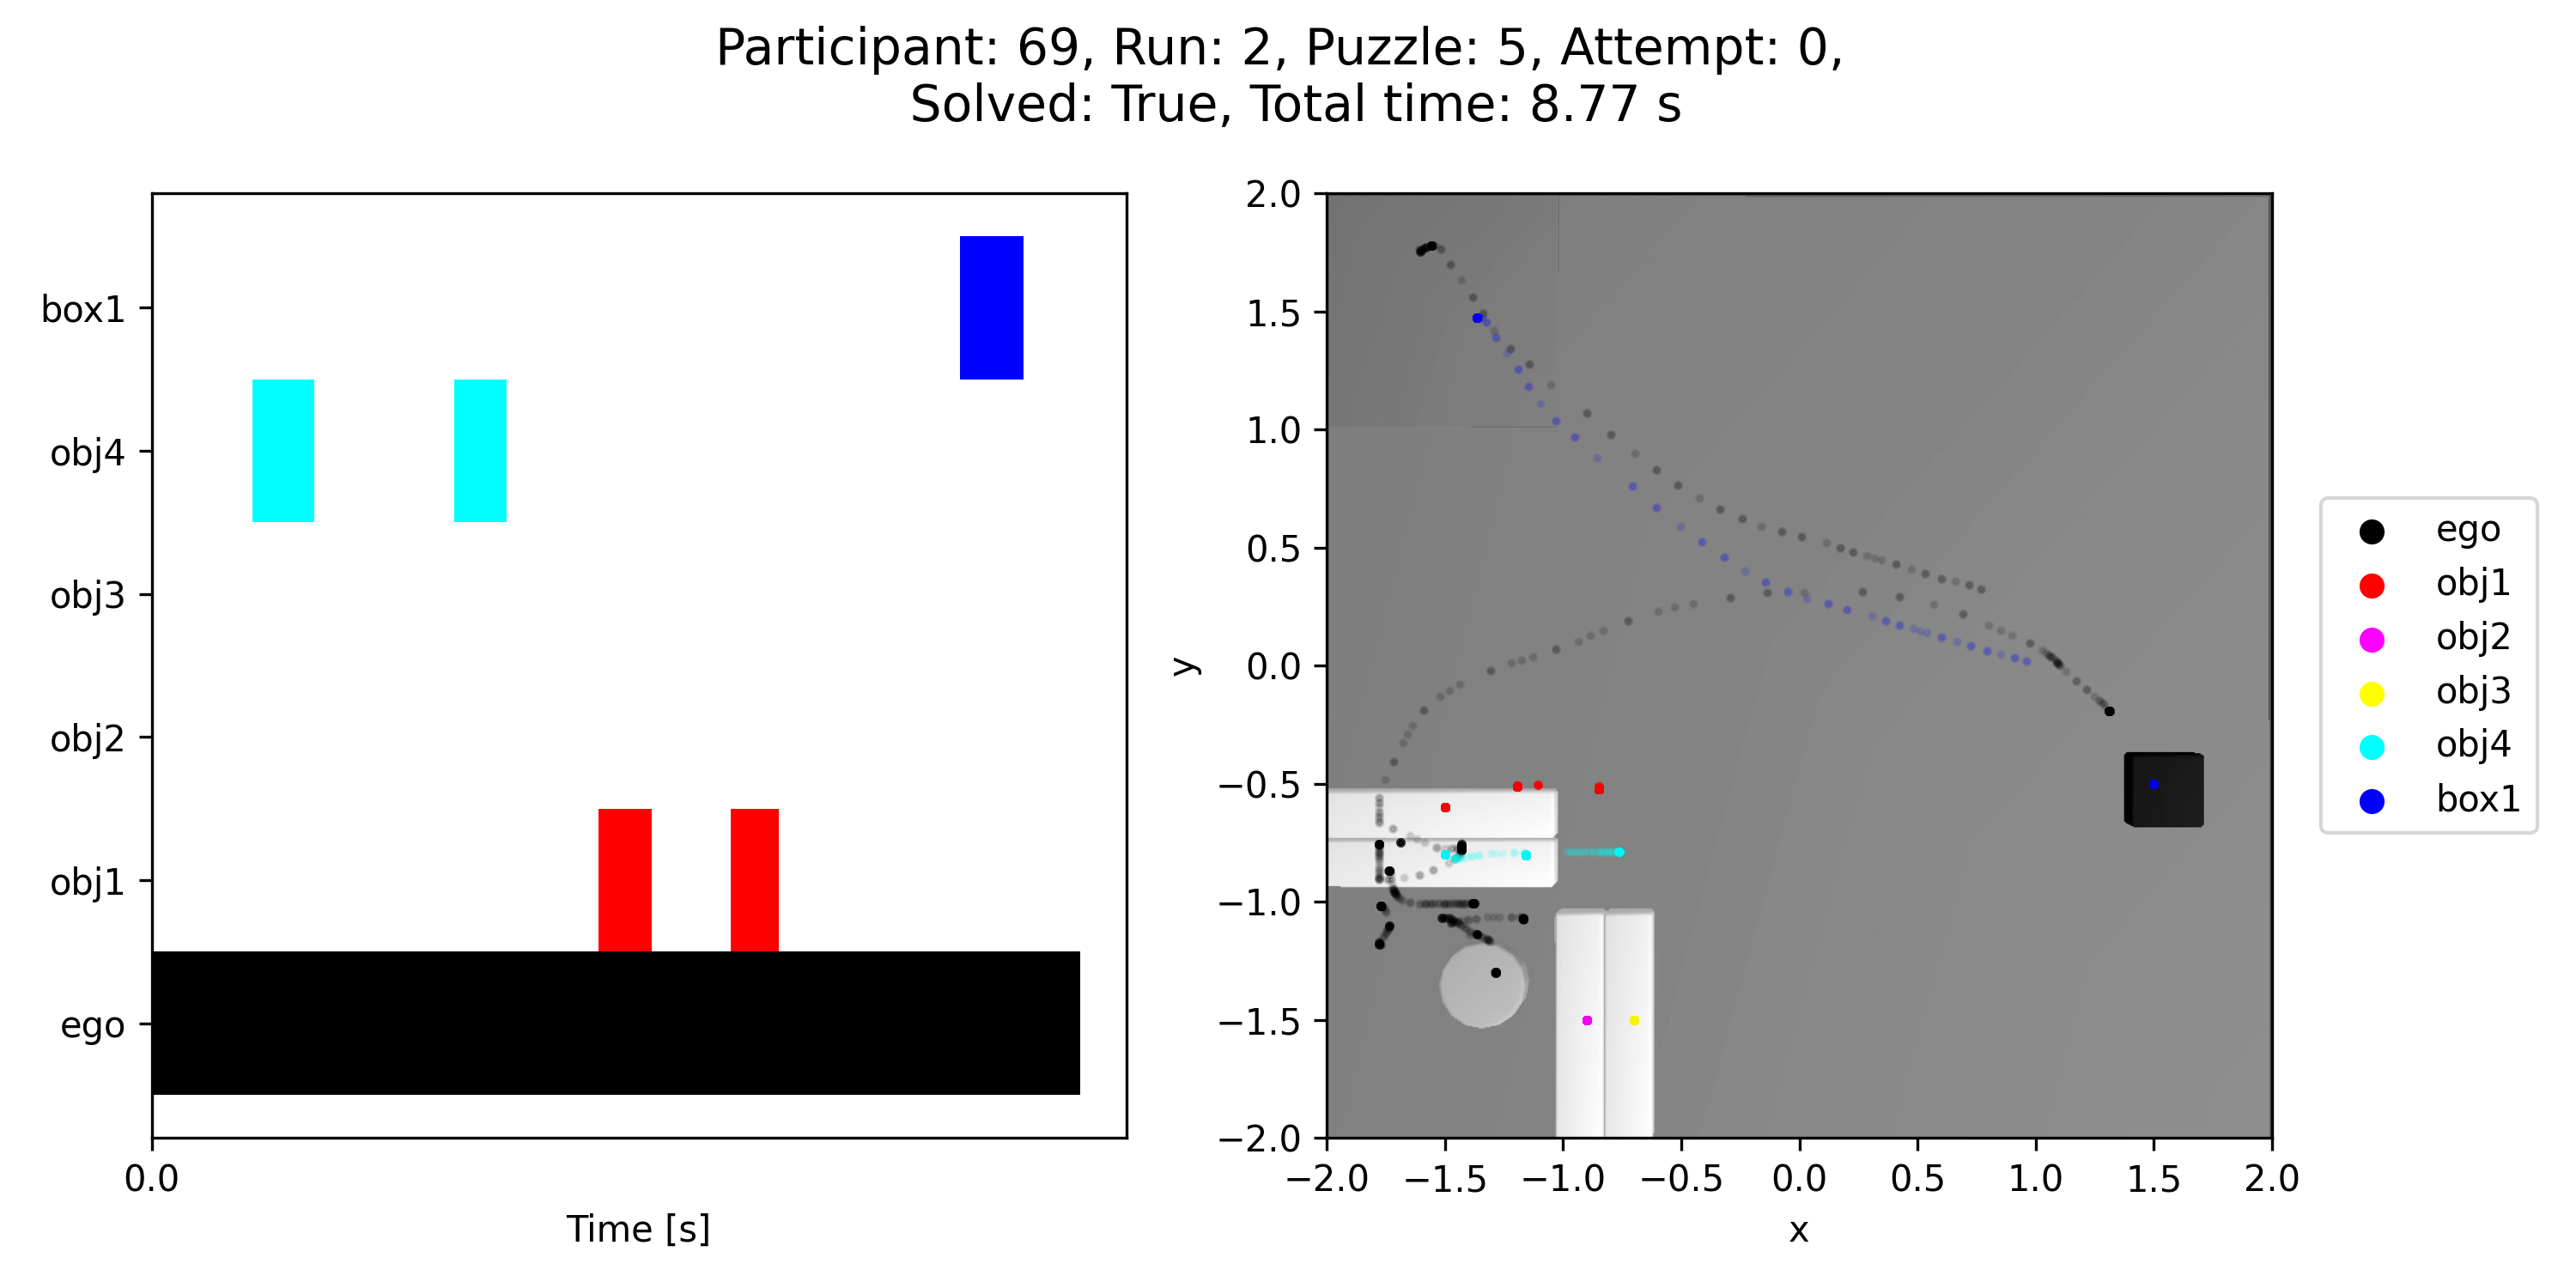 Participant: 69, Run: 2, Puzzle: 5, Attempt: 0,
Solved: True, Total time: 8.77 s
box1
obj4
obj3
obj2
obj1
ego
0.0
Time [s]
2.0
1.5
1.0
0.5
0.0
−0.5
−1.0
−1.5
−2.0
y
−2.0 −1.5 −1.0 −0.5 0.0 0.5 1.0 1.5 2.0
x
ego
obj1
obj2
obj3
obj4
box1